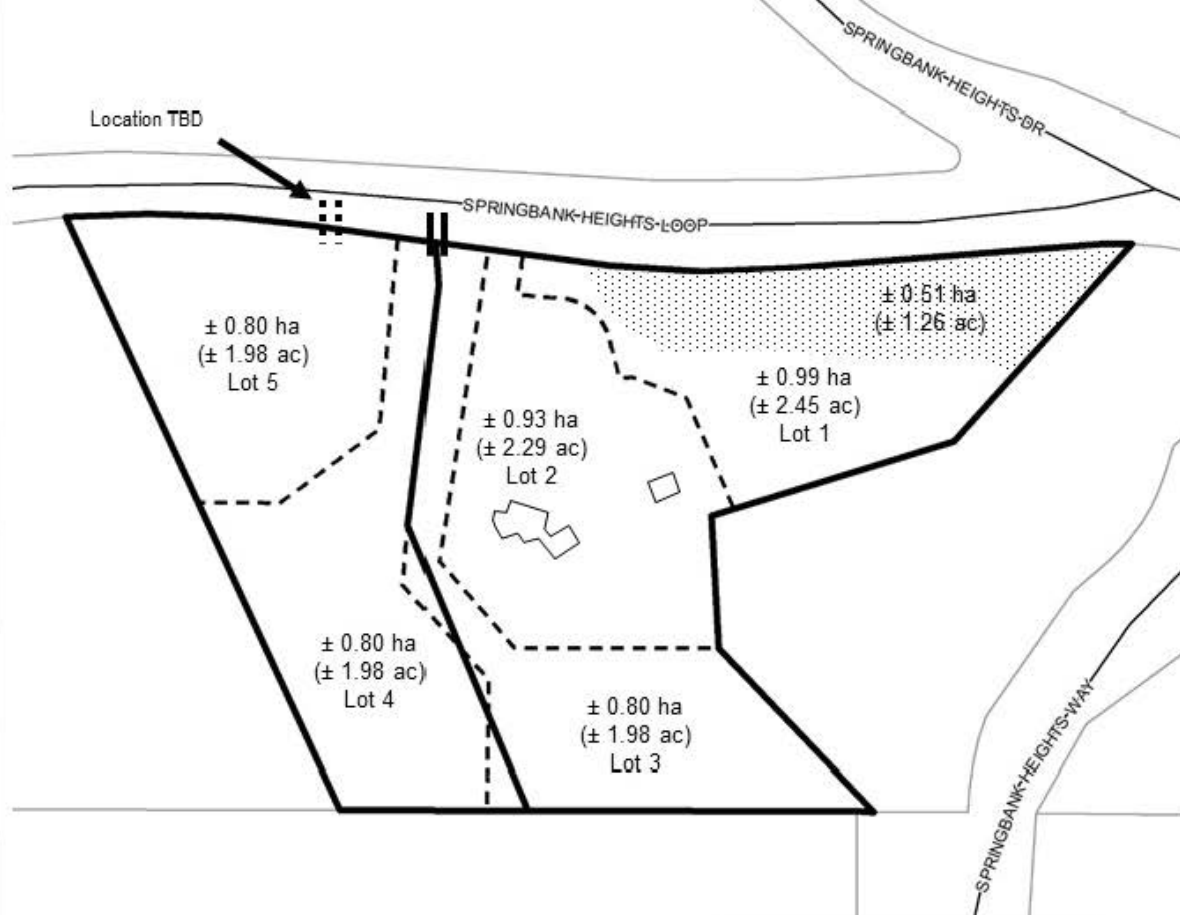 SPRINGBANK-HEIGHTS-DR
Location TBD
SPRINGBANK-HEIGHTS-LOOP
± 0.51 ha
(± 1.26 ac)
± 0.80 ha
(± 1.98 ac)
Lot 5
± 0.99 ha
(± 2.45 ac)
Lot 1
± 0.93 ha
(± 2.29 ac)
Lot 2
± 0.80 ha
(± 1.98 ac)
Lot 4
± 0.80 ha
(± 1.98 ac)
Lot 3
SPRINGBANK-HEIGHTS-WAY